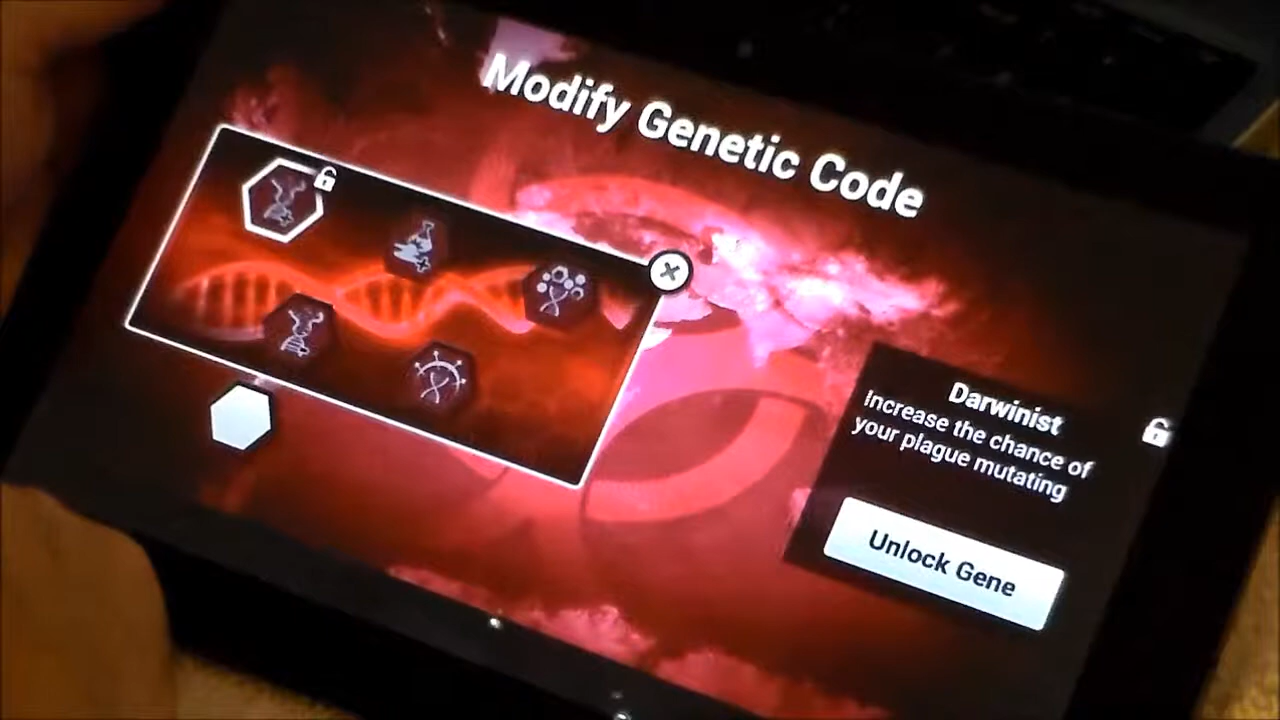 Modify Genetic Code
Darwinist
Increase the chance of
your plague mutating
Unlock Gene